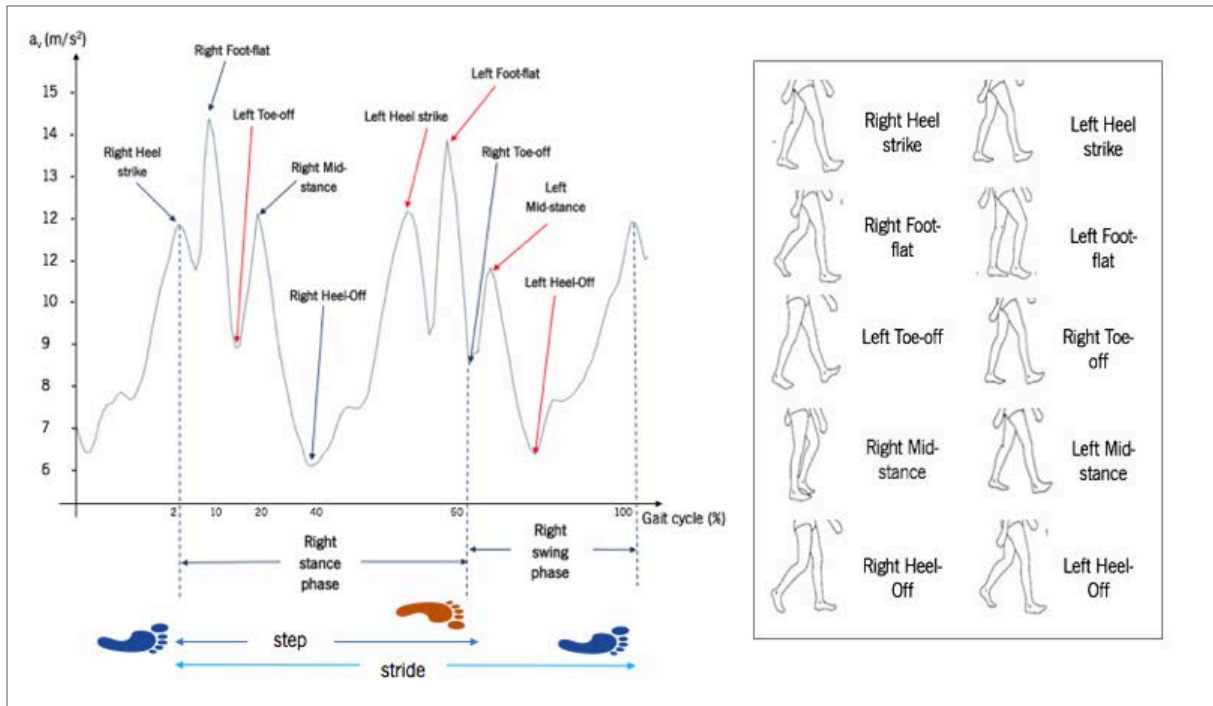 a_v (m/s²)
15
14
13
12
12
10
9
8
7
6
Right Foot-flat
Left Toe-off
Right Heel
strike
Right Mid-
stance
Right Heel-Off
Left Heel strike
Left Foot-flat
Right Toe-off
Left
Mid-stance
Left Heel-Off
2
10
20
40
60
100
Gait cycle (%)
Right
stance
phase
Right
swing
phase
step
stride
Right Heel
strike
Left Heel
strike
Right Foot-
flat
Left Foot-
flat
Left Toe-off
Right Toe-
off
Right Mid-
stance
Left Mid-
stance
Right Heel-
Off
Left Heel-
Off